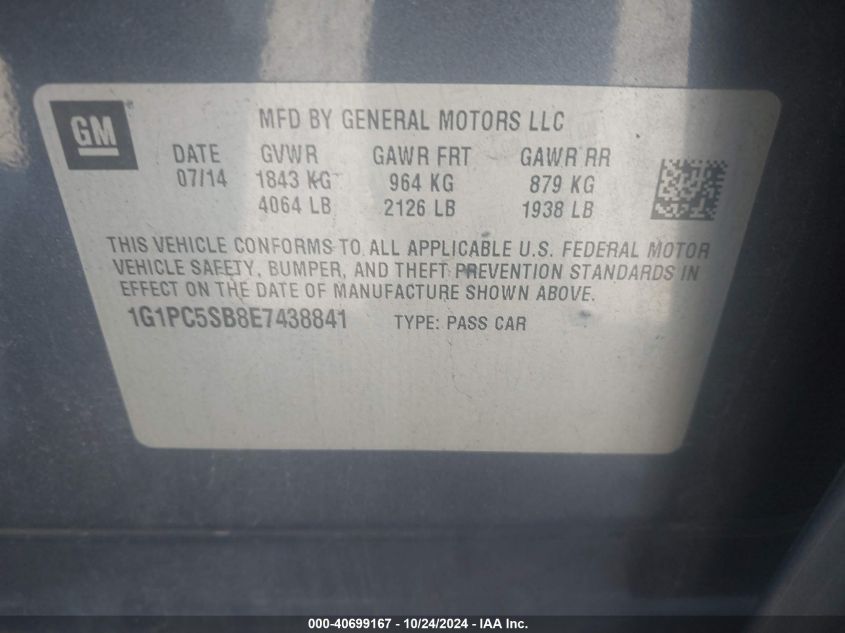 GM
MFD BY GENERAL MOTORS LLC
DATE GVWR GAWR FRT GAWR RR
07/14 1843 KG 964 KG 879 KG
4064 LB 2126 LB 1938 LB
THIS VEHICLE CONFORMS TO ALL APPLICABLE U.S. FEDERAL MOTOR
VEHICLE SAFETY, BUMPER, AND THEFT PREVENTION STANDARDS IN
EFFECT ON THE DATE OF MANUFACTURE SHOWN ABOVE.
1G1PC5SB8E7438841 TYPE: PASS CAR
000-40699167 - 10/24/2024 - IAA Inc.